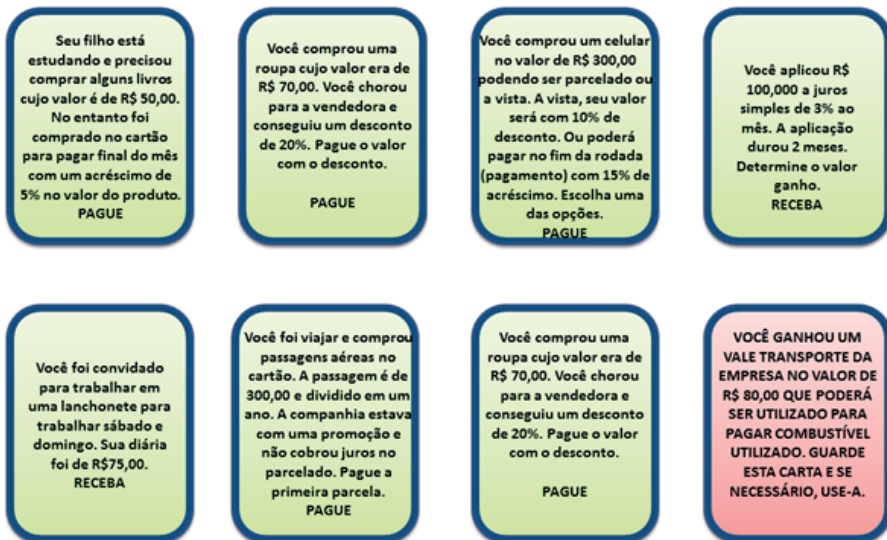 Seu filho está
estudando e precisou
comprar alguns livros
cujo valor é de R$ 50,00.
No entanto foi
comprado no cartão
para pagar final do mês
com um acréscimo de
5% no valor do produto.
PAGUE
Você comprou uma
roupa cujo valor era de
R$ 70,00. Você chorou
para a vendedora e
conseguiu um desconto
de 20%. Pague o valor
com o desconto.
PAGUE
Você comprou um celular
no valor de R$ 300,00
podendo ser parcelado ou
a vista. A vista, seu valor
será com 10% de
desconto. Ou poderá
pagar no fim da rodada
(pagamento) com 15% de
acréscimo. Escolha uma
das opções.
PAGUE
Você aplicou R$
100,000 a juros
simples de 3% ao
mês. A aplicação
durou 2 meses.
Determine o valor
ganho.
RECEBA
Você foi convidado
para trabalhar em
uma lanchonete para
trabalhar sábado e
domingo. Sua diária
foi de R$75,00.
RECEBA
Você foi viajar e comprou
passagens aéreas no
cartão. A passagem é de
300,00 e dividido em um
ano. A companhia estava
com uma promoção e
não cobrou juros no
parcelado. Pague a
primeira parcela.
PAGUE
Você comprou uma
roupa cujo valor era de
R$ 70,00. Você chorou
para a vendedora e
conseguiu um desconto
de 20%. Pague o valor
com o desconto.
PAGUE
VOCÊ GANHOU UM
VALE TRANSPORTE DA
EMPRESA NO VALOR DE
R$ 80,00 QUE PODERÁ
SER UTILIZADO PARA
PAGAR COMBUSTÍVEL
UTILIZADO. GUARDE
ESTA CARTA E SE
NECESSÁRIO, USE-A.